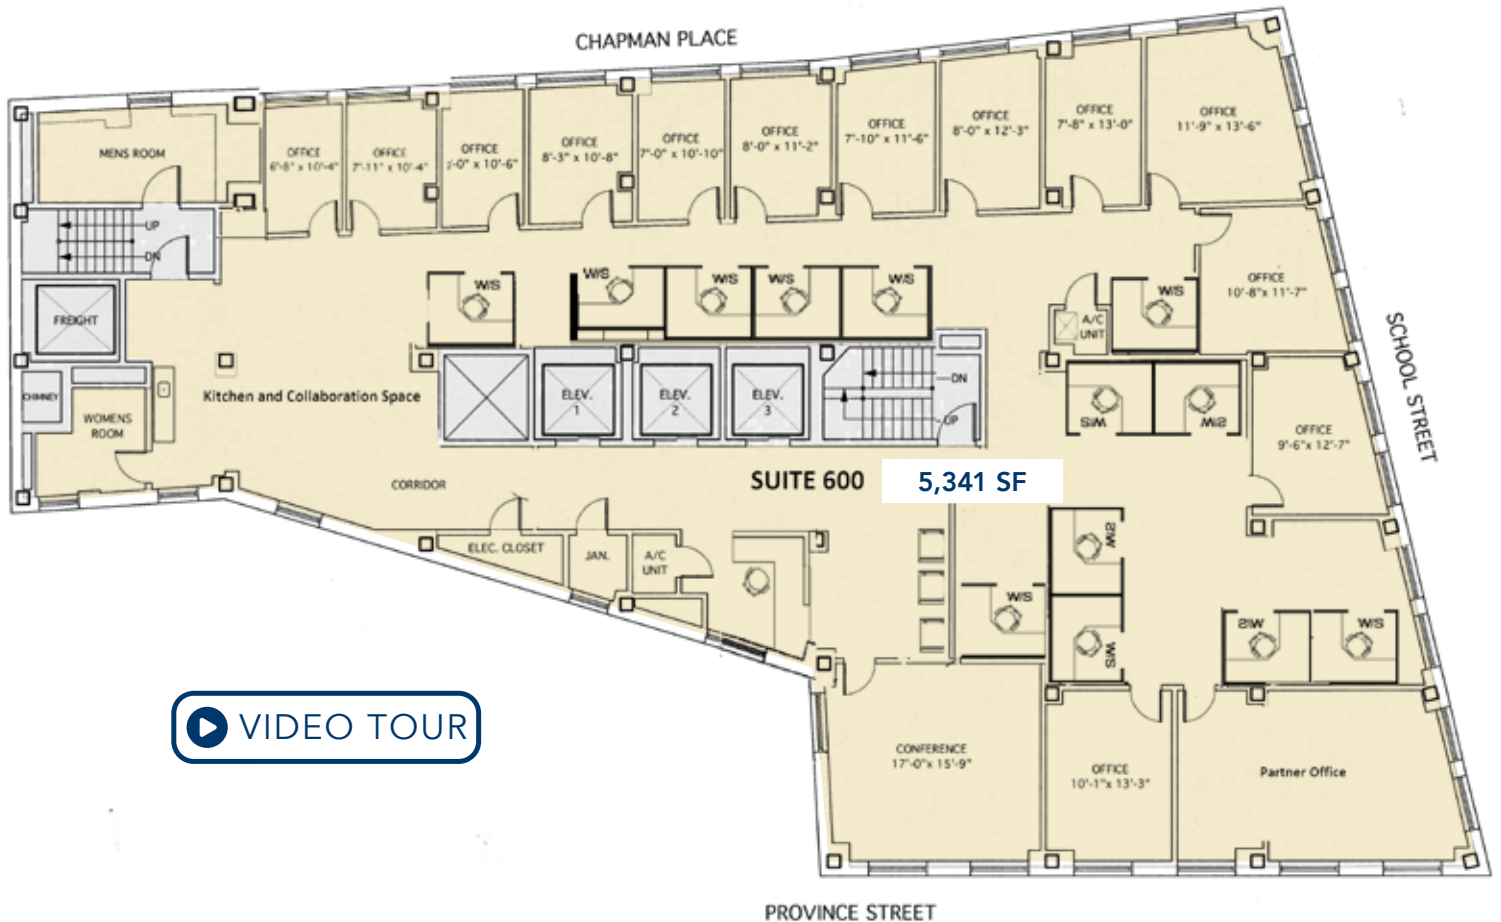 CHAPMAN PLACE
MENS ROOM
OFFICE
6'-8" x 10'-4"
OFFICE
7'-11" x 10'-4"
OFFICE
-0" x 10'-6"
OFFICE
8'-3" x 10'-8"
OFFICE
7'-0" x 10'-10"
OFFICE
8'-0" x 11'-2"
OFFICE
7'-10" x 11'-6"
OFFICE
8'-0" x 12'-3"
OFFICE
7'-8" x 13'-0"
OFFICE
11'-9" x 13'-6"
UP
DN
W/S
W/S
W/S
W/S
W/S
W/S
OFFICE
10'-8"x 11'-7"
FREIGHT
A/C
UNIT
SCHOOL STREET
CHIMNEY
WOMENS
ROOM
Kitchen and Collaboration Space
ELEV.
1
ELEV.
2
ELEV.
3
DN
UP
W/S
W/S
OFFICE
9'-6"x 12'-7"
CORRIDOR
SUITE 600
5,341 SF
ELEC. CLOSET
JAN.
A/C
UNIT
W/S
W/S
W/S
W/S
W/S
VIDEO TOUR
CONFERENCE
17'-0"x 15'-9"
OFFICE
10'-1"x 13'-3"
Partner Office
PROVINCE STREET